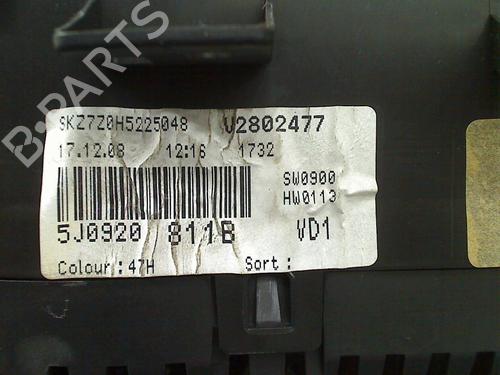 B-PARTS
SKZ7Z0H5225048 V2802477
17.12.08 12:16 1732
SW0900
HW0113
5J0920 811B VD1
Colour: 47H Sort: